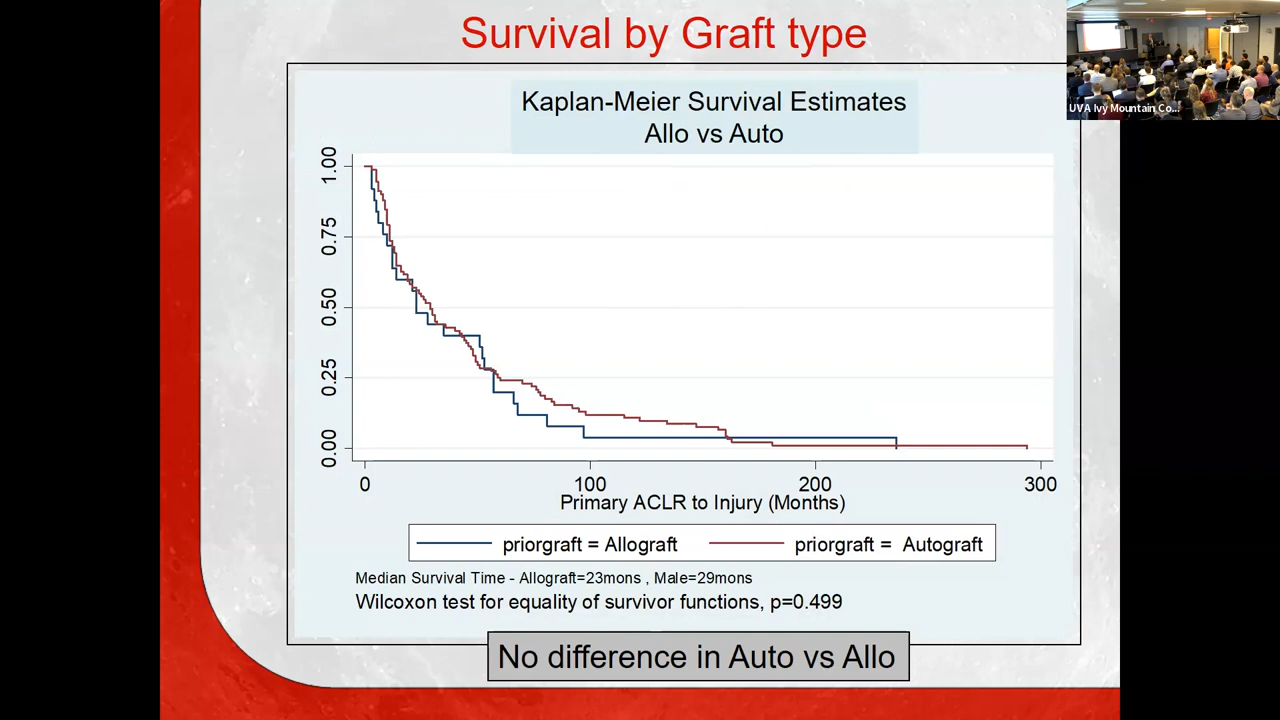 Survival by Graft type
UVA Ivy Mountain Co...
Kaplan-Meier Survival Estimates
Allo vs Auto
1.00
0.75
0.50
0.25
0.00
0
100
200
300
Primary ACLR to Injury (Months)
priorgraft = Allograft
priorgraft = Autograft
Median Survival Time - Allograft=23mons , Male=29mons
Wilcoxon test for equality of survivor functions, p=0.499
No difference in Auto vs Allo